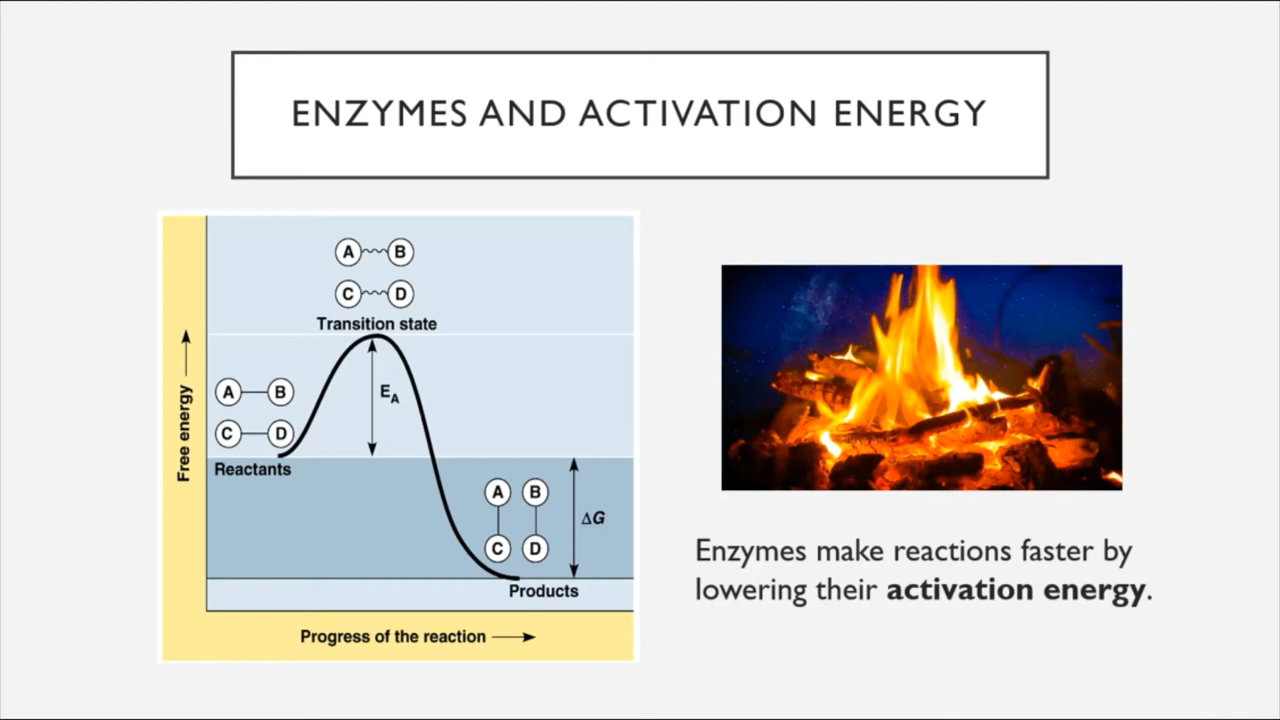 ENZYMES AND ACTIVATION ENERGY
A B
C D
Transition state
Free energy
A B
C D
Reactants
E_A
A B
C D
ΔG
Products
Progress of the reaction
Enzymes make reactions faster by
lowering their activation energy.